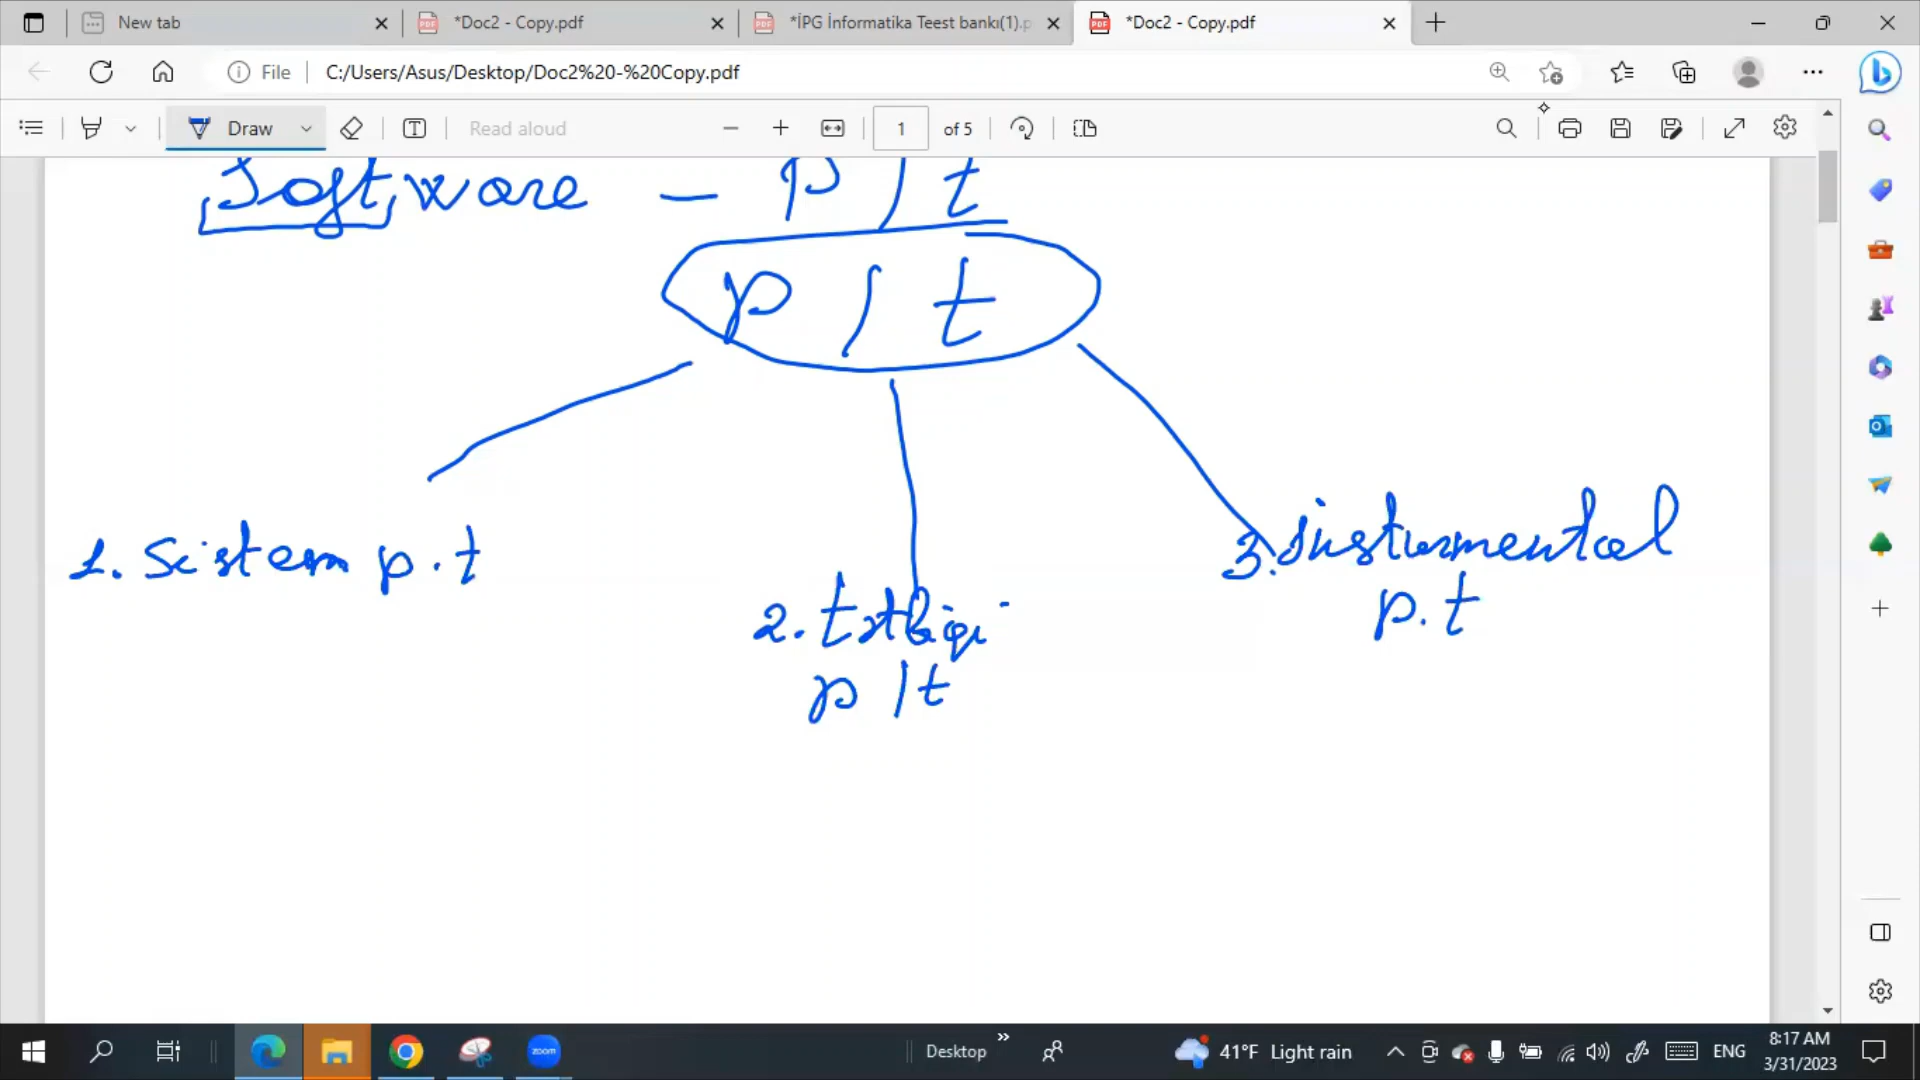 New tab
*Doc2 - Copy.pdf
*İPG İnformatika Teest bankı(1).p
*Doc2 - Copy.pdf
File
C:/Users/Asus/Desktop/Doc2%20-%20Copy.pdf
Draw
Read aloud
1
of 5
Software – P/t
p/t
1. Sistem p.t
2. tətbiqi
p/t
3. insturmental
p.t
zoom
Desktop
41°F Light rain
ENG
8:17 AM
3/31/2023